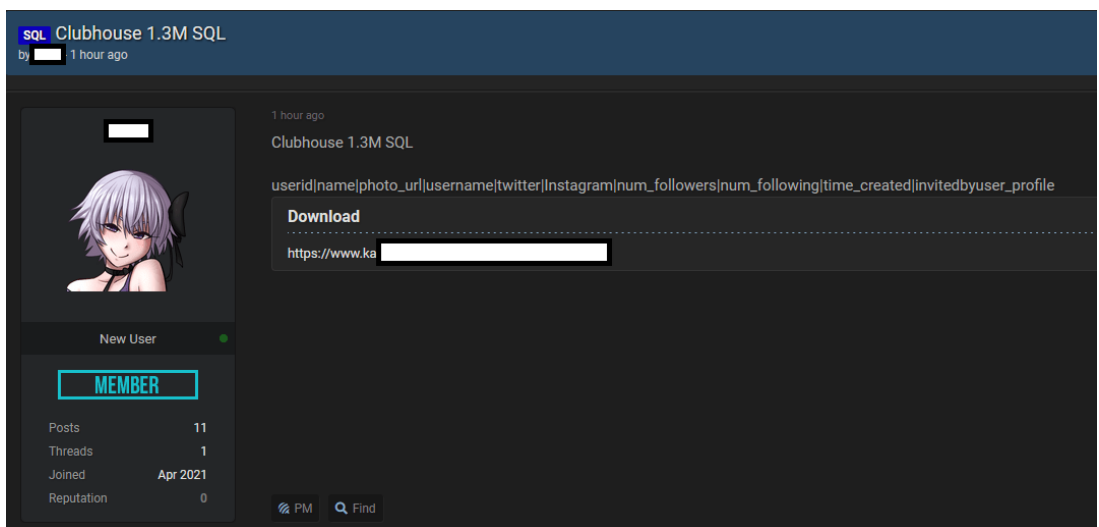 SQL Clubhouse 1.3M SQL
by 1 hour ago
1 hour ago
Clubhouse 1.3M SQL
userid|name|photo_url|username|twitter|Instagram|num_followers|num_following|time_created|invitedbyuser_profile
Download
https://www.ka
New User
MEMBER
Posts 11
Threads 1
Joined Apr 2021
Reputation 0
PM Find